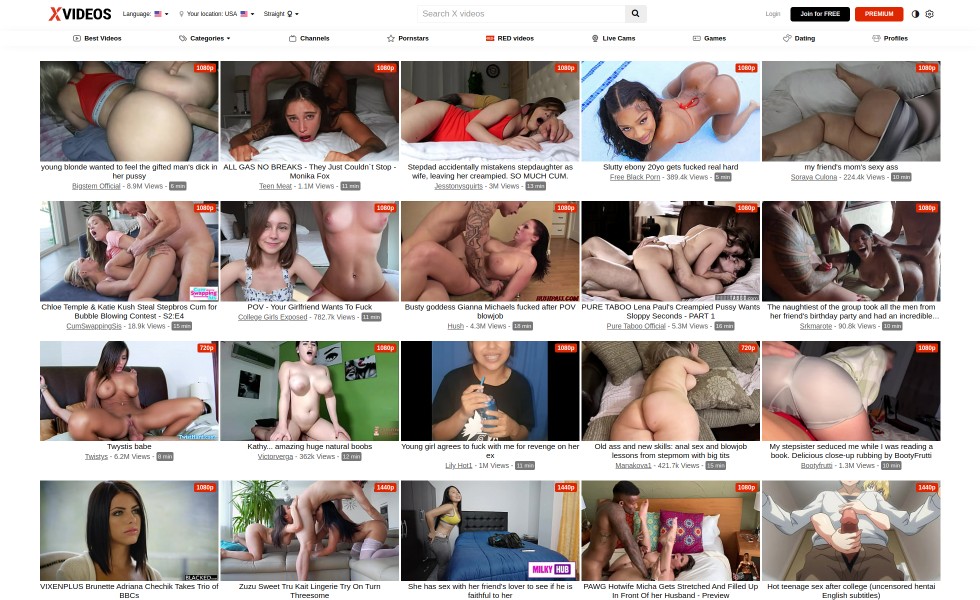 XVIDEOS
Language:
Your location: USA
Straight
Search X videos
Login
Join for FREE
PREMIUM
Best Videos
Categories
Channels
Pornstars
RED videos
Live Cams
Games
Dating
Profiles
1080p
1080p
1080p
1080p
1080p
young blonde wanted to feel the gifted man's dick in
her pussy
Bigstern Official - 8.9M Views - 8 min
ALL GAS NO BREAKS - They Just Couldn´t Stop -
Monika Fox
Teen Meat - 1.1M Views - 11 min
Stepdad accidentally mistakens stepdaughter as
wife, leaving her creampied. SO MUCH CUM.
Jesstonysquirts - 3M Views - 13 min
Slutty ebony 20yo gets fucked real hard
Free Black Porn - 389.4k Views - 5 min
my friend's mom's sexy ass
Soraya Culona - 224.4k Views - 10 min
1080p
1080p
1080p
1080p
1080p
Chloe Temple & Katie Kush Steal Stepbros Cum for
Bubble Blowing Contest - S2:E4
CumSwappingSis - 18.9k Views - 15 min
POV - Your Girlfriend Wants To Fuck
College Girls Exposed - 782.7k Views - 11 min
Busty goddess Gianna Michaels fucked after POV
blowjob
Hush - 4.3M Views - 18 min
PURE TABOO Lena Paul's Creampied Pussy Wants
Sloppy Seconds - PART 1
Pure Taboo Official - 5.3M Views - 16 min
The naughtiest of the group took all the men from
her friend's birthday party and had an incredible...
Srkmarote - 90.8k Views - 10 min
720p
1080p
1080p
720p
1080p
Twystis babe
Twistys - 6.2M Views - 8 min
Kathy... amazing huge natural boobs
Victorverga - 362k Views - 12 min
Young girl agrees to fuck with me for revenge on her
ex
Lily Hot1 - 1M Views - 11 min
Old ass and new skills: anal sex and blowjob
lessons from stepmom with big tits
Manakova1 - 421.7k Views - 15 min
My stepsister seduced me while I was reading a
book. Delicious close-up rubbing by BootyFrutti
Bootyfrutti - 1.3M Views - 10 min
1080p
1440p
1440p
1080p
1440p
BLACKED
MILKY HUB
VIXENPLUS Brunette Adriana Chechik Takes Trio of
BBCs
Zuzu Sweet Tru Kait Lingerie Try On Turn
Threesome
She has sex with her friend's lover to see if he is
faithful to her
PAWG Hotwife Micha Gets Stretched And Filled Up
In Front Of her Husband - Preview
Hot teenage sex after college (uncensored hentai
English subtitles)